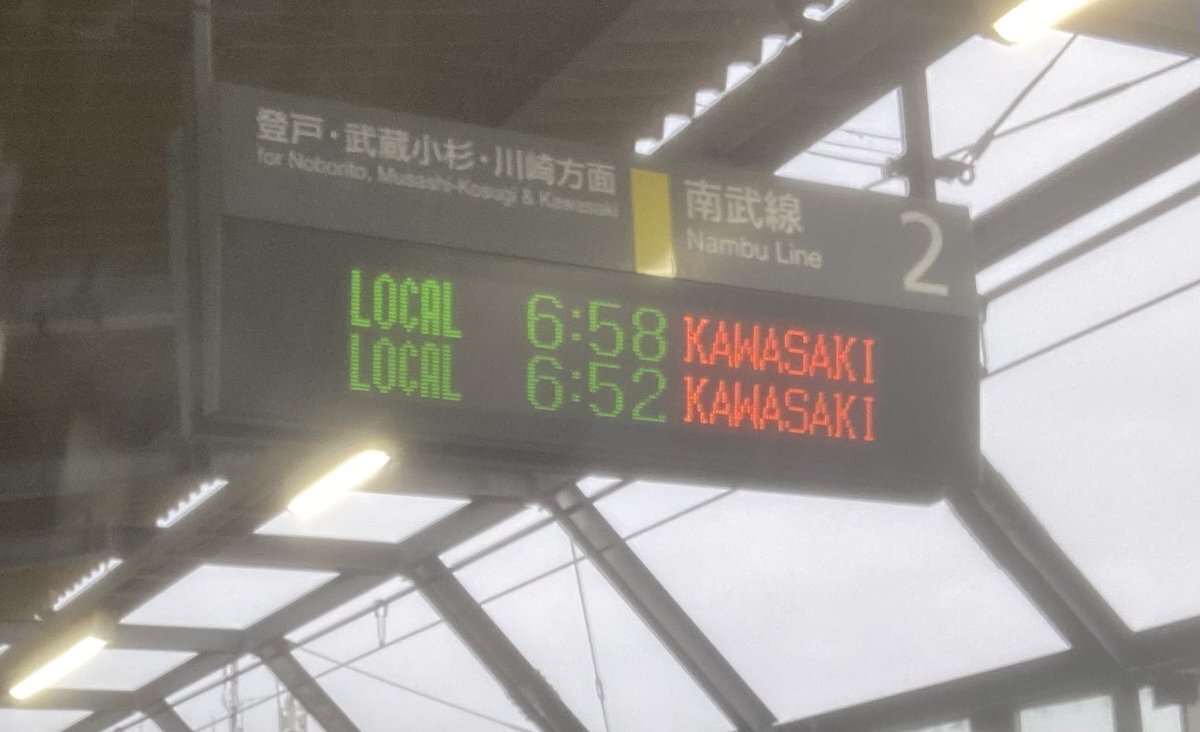 登戸・武蔵小杉・川崎方面
for Noborito, Musashi-Kosugi & Kawasaki
南武線
Nambu Line
2
LOCAL 6:58 KAWASAKI
LOCAL 6:52 KAWASAKI